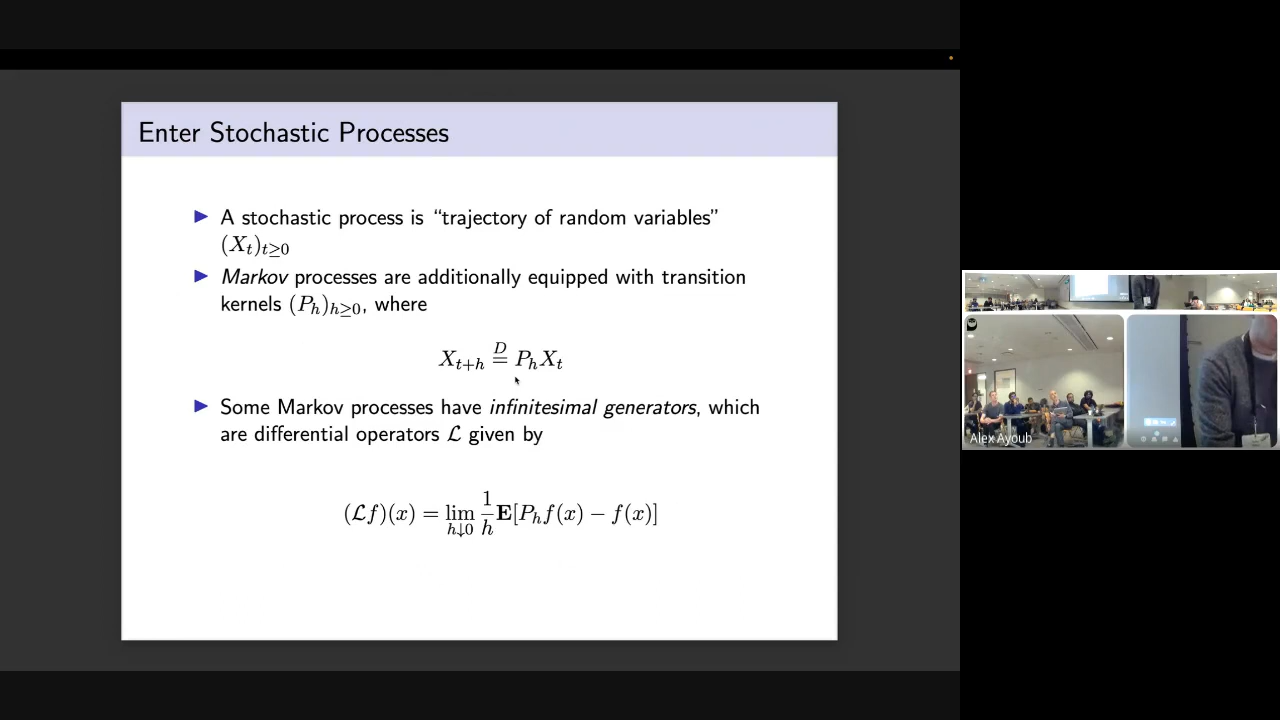 Enter Stochastic Processes
▶ A stochastic process is “trajectory of random variables”
(X_t)_{t≥0}
▶ Markov processes are additionally equipped with transition
kernels (P_h)_{h≥0}, where
X_{t+h} \overset{D}{=} P_h X_t
▶ Some Markov processes have infinitesimal generators, which
are differential operators ℒ given by
(ℒf)(x) = \lim_{h↓0} \frac{1}{h} E[P_h f(x) − f(x)]
Alex Ayoub